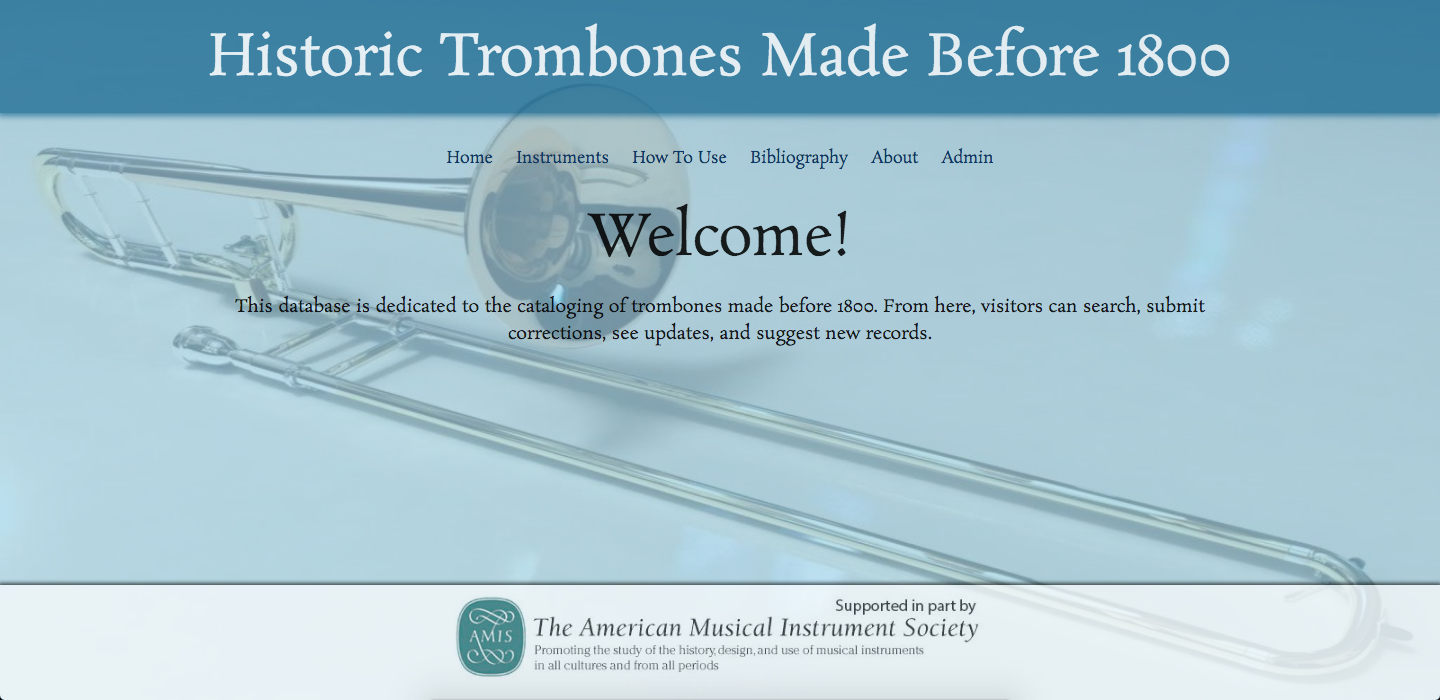 Historic Trombones Made Before 1800
Home Instruments How To Use Bibliography About Admin
Welcome!
This database is dedicated to the cataloging of trombones made before 1800. From here, visitors can search, submit
corrections, see updates, and suggest new records.
Supported in part by
AMIS The American Musical Instrument Society
Promoting the study of the history, design, and use of musical instruments
in all cultures and from all periods